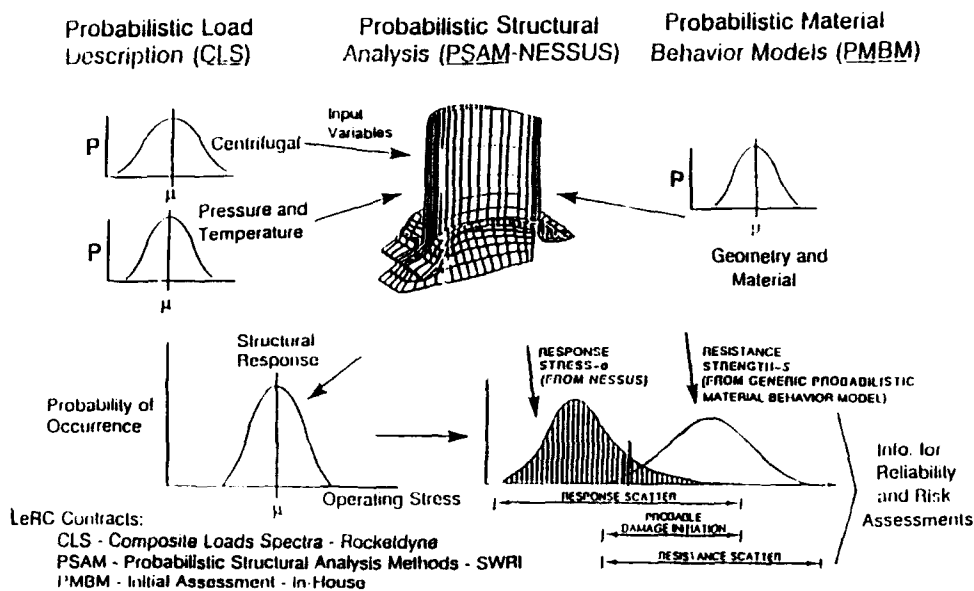 Probabilistic Load
Description (CLS)
Probabilistic Structural
Analysis (PSAM-NESSUS)
Probabilistic Material
Behavior Models (PMBM)
Input
Variables
P
Centrifugal
μ
Pressure and
Temperature
P
μ
P
μ
Geometry and
Material
Structural
Response
Probability of
Occurrence
Operating Stress
μ
RESPONSE
STRESS-σ
(FROM NESSUS)
RESISTANCE
STRENGTH-S
(FROM GENERIC PROBABILISTIC
MATERIAL BEHAVIOR MODEL)
RESPONSE SCATTER
PROBABLE
DAMAGE INITIATION
RESISTANCE SCATTER
Info. for
Reliability
and Risk
Assessments
LeRC Contracts:
CLS - Composite Loads Spectra - Rocketdyne
PSAM - Probabilistic Structural Analysis Methods - SWRI
PMBM - Initial Assessment - In-House